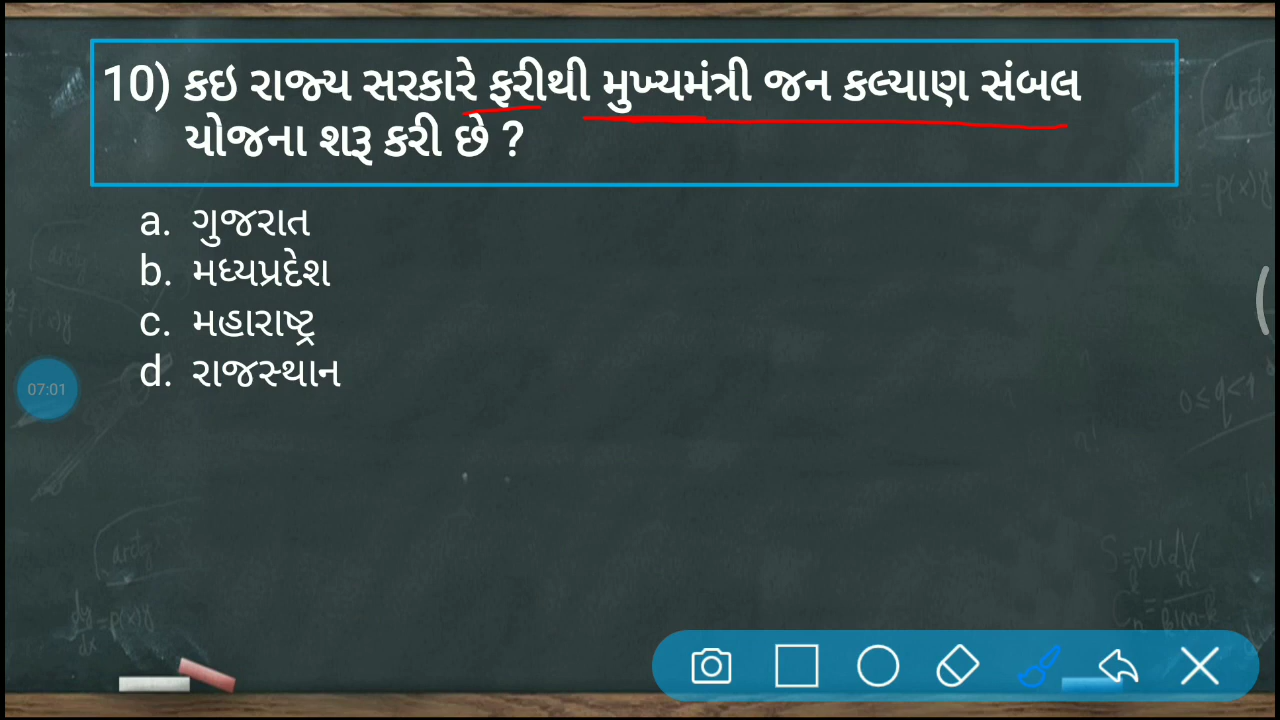 10) કઇ રાજ્ય સરકારે ફરીથી મુખ્યમંત્રી જન કલ્યાણ સંબલ
યોજના શરૂ કરી છે ?
a. ગુજરાત
b. મધ્યપ્રદેશ
c. મહારાષ્ટ્ર
d. રાજસ્થાન
07:01